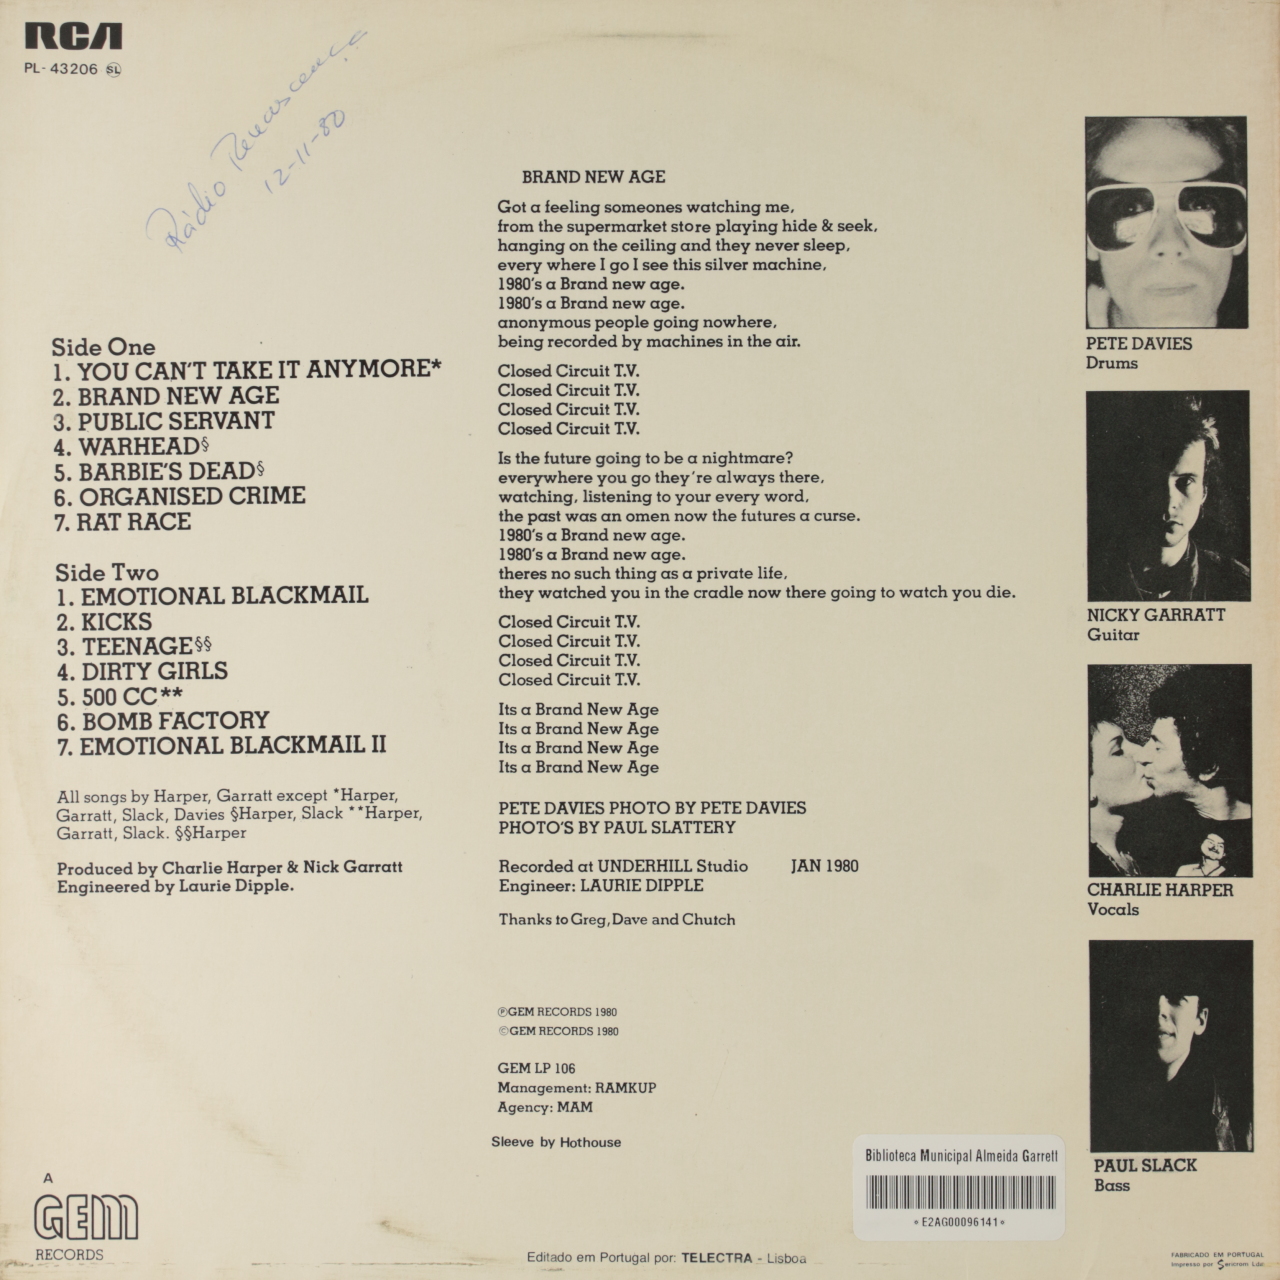 RCA
PL-43206 SL
Rádio Renascença
12-11-80
Side One
1. YOU CAN'T TAKE IT ANYMORE*
2. BRAND NEW AGE
3. PUBLIC SERVANT
4. WARHEAD§
5. BARBIE'S DEAD§
6. ORGANISED CRIME
7. RAT RACE
Side Two
1. EMOTIONAL BLACKMAIL
2. KICKS
3. TEENAGE§§
4. DIRTY GIRLS
5. 500 CC**
6. BOMB FACTORY
7. EMOTIONAL BLACKMAIL II
All songs by Harper, Garratt except *Harper,
Garratt, Slack, Davies §Harper, Slack **Harper,
Garratt, Slack. §§Harper
Produced by Charlie Harper & Nick Garratt
Engineered by Laurie Dipple.
A
GEM
RECORDS
BRAND NEW AGE
Got a feeling someones watching me,
from the supermarket store playing hide & seek,
hanging on the ceiling and they never sleep,
every where I go I see this silver machine,
1980's a Brand new age.
1980's a Brand new age.
anonymous people going nowhere,
being recorded by machines in the air.
Closed Circuit T.V.
Closed Circuit T.V.
Closed Circuit T.V.
Closed Circuit T.V.
Is the future going to be a nightmare?
everywhere you go they're always there,
watching, listening to your every word,
the past was an omen now the futures a curse.
1980's a Brand new age.
1980's a Brand new age.
theres no such thing as a private life,
they watched you in the cradle now there going to watch you die.
Closed Circuit T.V.
Closed Circuit T.V.
Closed Circuit T.V.
Closed Circuit T.V.
Its a Brand New Age
Its a Brand New Age
Its a Brand New Age
Its a Brand New Age
PETE DAVIES PHOTO BY PETE DAVIES
PHOTO'S BY PAUL SLATTERY
Recorded at UNDERHILL Studio JAN 1980
Engineer: LAURIE DIPPLE
Thanks to Greg, Dave and Chutch
℗GEM RECORDS 1980
©GEM RECORDS 1980
GEM LP 106
Management: RAMKUP
Agency: MAM
Sleeve by Hothouse
Editado em Portugal por: TELECTRA - Lisboa
PETE DAVIES
Drums
NICKY GARRATT
Guitar
CHARLIE HARPER
Vocals
PAUL SLACK
Bass
Biblioteca Municipal Almeida Garrett
*E2AG00096141*
FABRICADO EM PORTUGAL
Impresso por Sericrom Lda